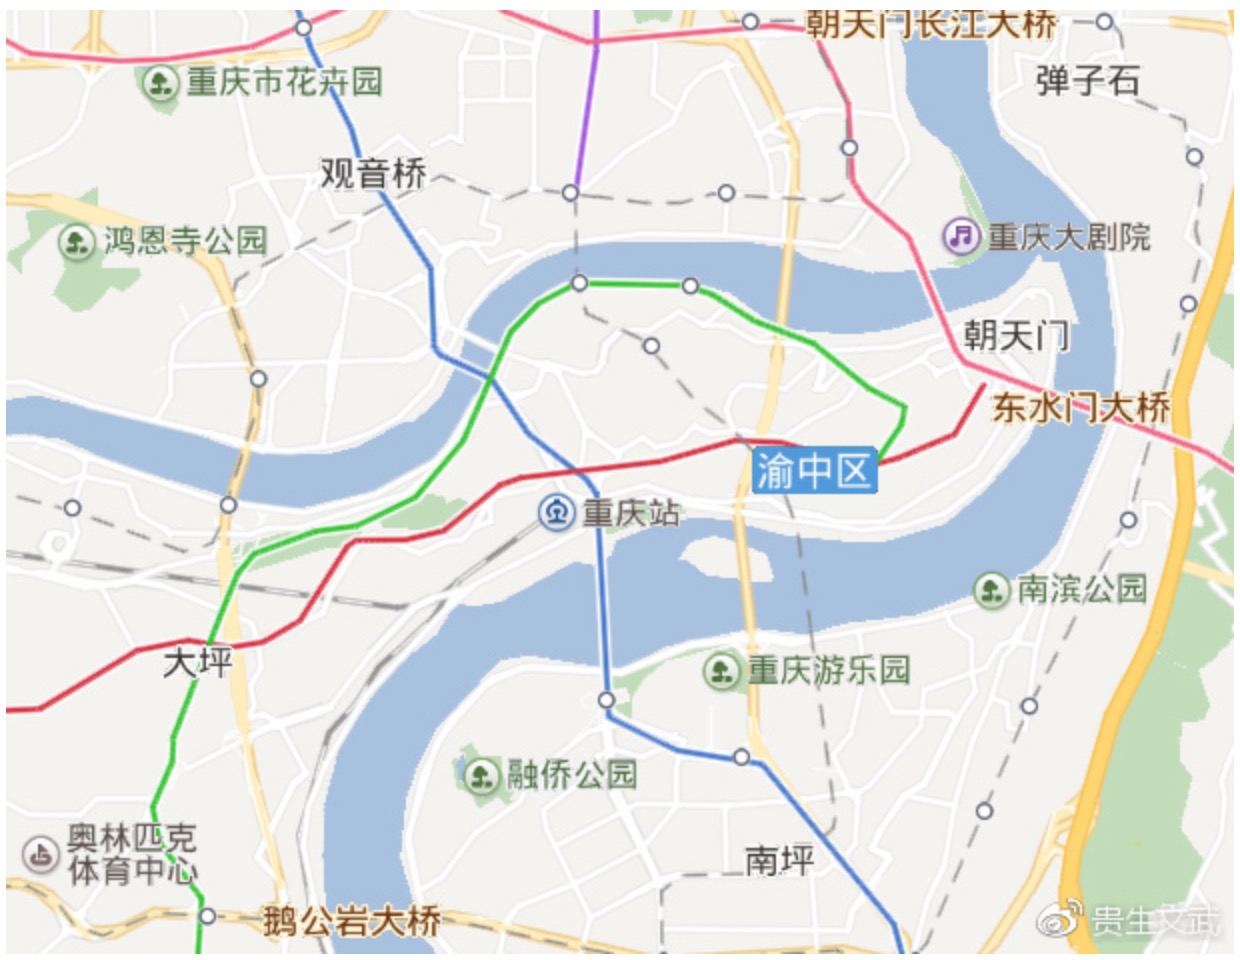 朝天门长江大桥
弹子石
重庆市花卉园
观音桥
鸿恩寺公园
重庆大剧院
朝天门
东水门大桥
渝中区
重庆站
南滨公园
大坪
重庆游乐园
融侨公园
奥林匹克
体育中心
南坪
鹅公岩大桥
贵生文武